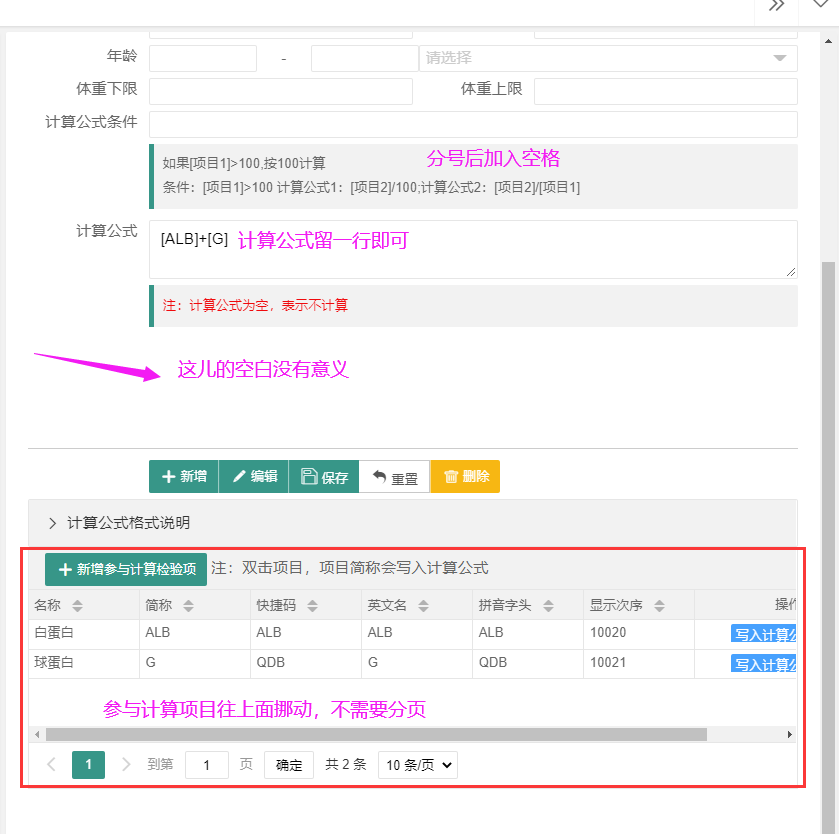 年龄 - 请选择
体重下限 体重上限
计算公式条件
如果[项目1]>100,按100计算 分号后加入空格
条件：[项目1]>100 计算公式1：[项目2]/100;计算公式2：[项目2]/[项目1]
计算公式 [ALB]+[G] 计算公式留一行即可
注：计算公式为空，表示不计算
这儿的空白没有意义
新增 编辑 保存 重置 删除
计算公式格式说明
新增参与计算检验项 注：双击项目，项目简称会写入计算公式
名称 简称 快捷码 英文名 拼音字头 显示次序 操作
白蛋白 ALB ALB ALB ALB 10020 写入计算公
球蛋白 G QDB G QDB 10021 写入计算公
参与计算项目往上面挪动，不需要分页
1 到第 1 页 确定 共 2 条 10 条/页